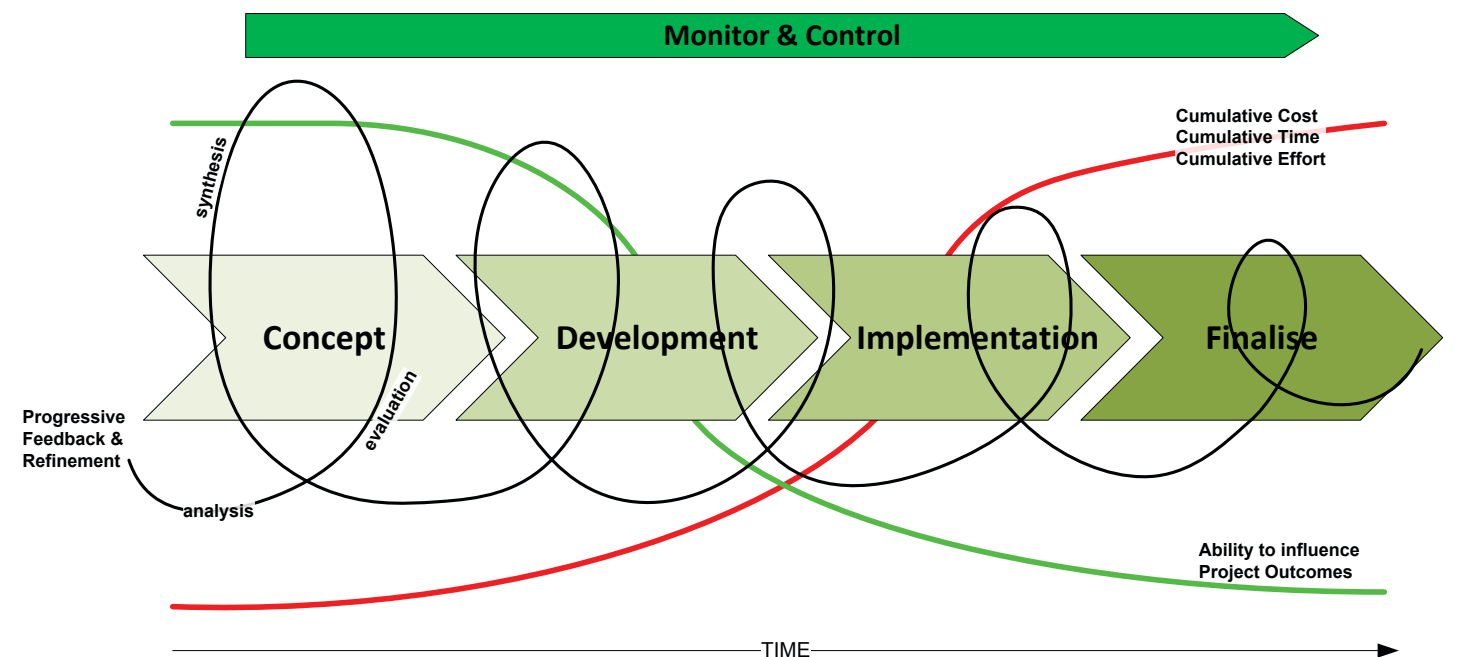 Monitor & Control
Cumulative Cost
Cumulative Time
Cumulative Effort
synthesis
Concept
Development
Implementation
Finalise
evaluation
Progressive
Feedback &
Refinement
analysis
Ability to influence
Project Outcomes
TIME